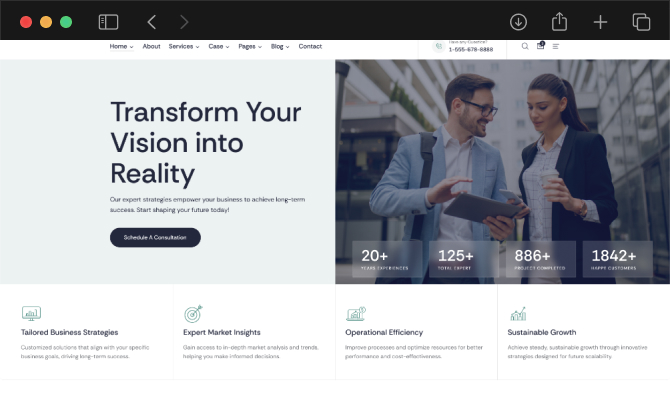 Home About Services Case Pages Blog Contact
Have any Question?
1-555-678-8888
Transform Your
Vision into
Reality
Our expert strategies empower your business to achieve long-term
success. Start shaping your future today!
Schedule A Consultation
20+
YEARS EXPERIENCES
125+
TOTAL EXPERT
886+
PROJECT COMPLETED
1842+
HAPPY CUSTOMERS
Tailored Business Strategies
Customized solutions that align with your specific
business goals, driving long-term success.
Expert Market Insights
Gain access to in-depth market analysis and trends,
helping you make informed decisions.
Operational Efficiency
Improve processes and optimize resources for better
performance and cost-effectiveness.
Sustainable Growth
Achieve steady, sustainable growth through innovative
strategies designed for future scalability.